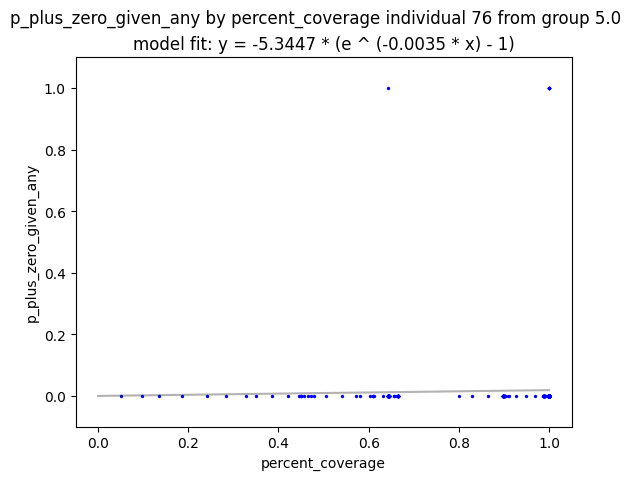 p_plus_zero_given_any by percent_coverage individual 76 from group 5.0
model fit: y = -5.3447 * (e ^ (-0.0035 * x) - 1)
1.0
0.8
0.6
0.4
0.2
0.0
p_plus_zero_given_any
0.0 0.2 0.4 0.6 0.8 1.0
percent_coverage